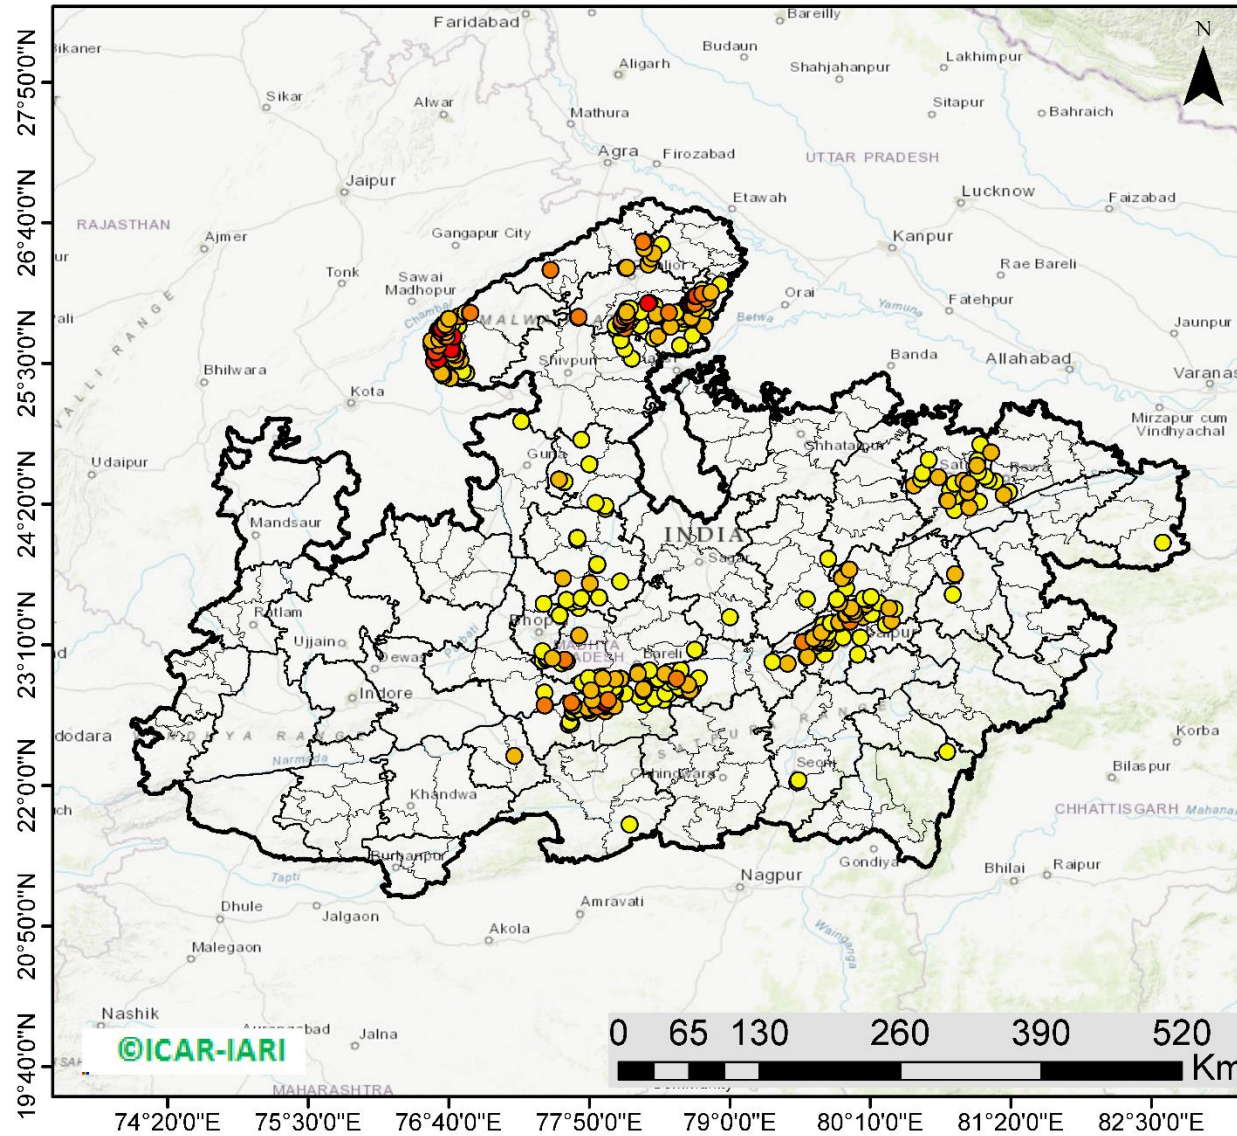 Faridabad
Bareilly
N
27°50'0"N
Bikaner
Budaun
Lakhimpur
Aligarh
Shahjahanpur
Sikar
Alwar
Mathura
Sitapur
Bahraich
Agra
Firozabad
UTTAR PRADESH
Jaipur
Etawah
Lucknow
Faizabad
RAJASTHAN
26°40'0"N
Ajmer
Gangapur City
Kanpur
Tonk
Sawai
Madhopur
Rae Bareli
Chambal
Orai
Yamuna
Fatehpur
Betwa
Jaunpur
Shivpuri
Banda
Allahabad
25°30'0"N
Bhilwara
Kota
Varanas
Mirzapur cum
Vindhyachal
Udaipur
Guna
24°20'0"N
Mandsaur
INDIA
Ratlam
Ujjain
MADHYA
23°10'0"N
Bareli
Indore
Korba
dodara
Narmada
SATPURA RANGE
Seoni
Chhindwara
Bilaspur
22°0'0"N
Khandwa
CHHATTISGARH
Mahana
Burhanpur
Gondiya
Bhilai
Raipur
Tapti
Nagpur
Dhule
Jalgaon
Amravati
20°50'0"N
Akola
Wainganga
Malegaon
Nashik
Jalna
©ICAR-IARI
0 65 130 260 390 520
Km
19°40'0"N
MAHARASHTRA
74°20'0"E 75°30'0"E 76°40'0"E 77°50'0"E 79°0'0"E 80°10'0"E 81°20'0"E 82°30'0"E